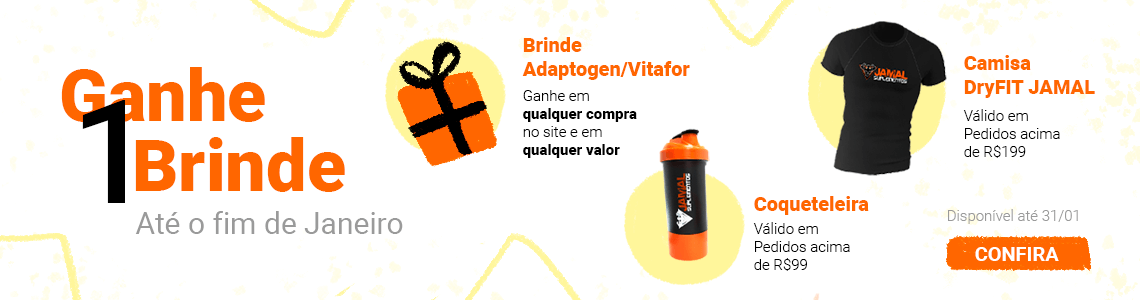 Ganhe
1 Brinde
Até o fim de Janeiro
Brinde
Adaptogen/Vitafor
Ganhe em
qualquer compra
no site e em
qualquer valor
JAMAL
SUPLEMENTOS
Coqueteleira
Válido em
Pedidos acima
de R$99
JAMAL
SUPLEMENTOS
Camisa
DryFIT JAMAL
Válido em
Pedidos acima
de R$199
Disponível até 31/01
CONFIRA